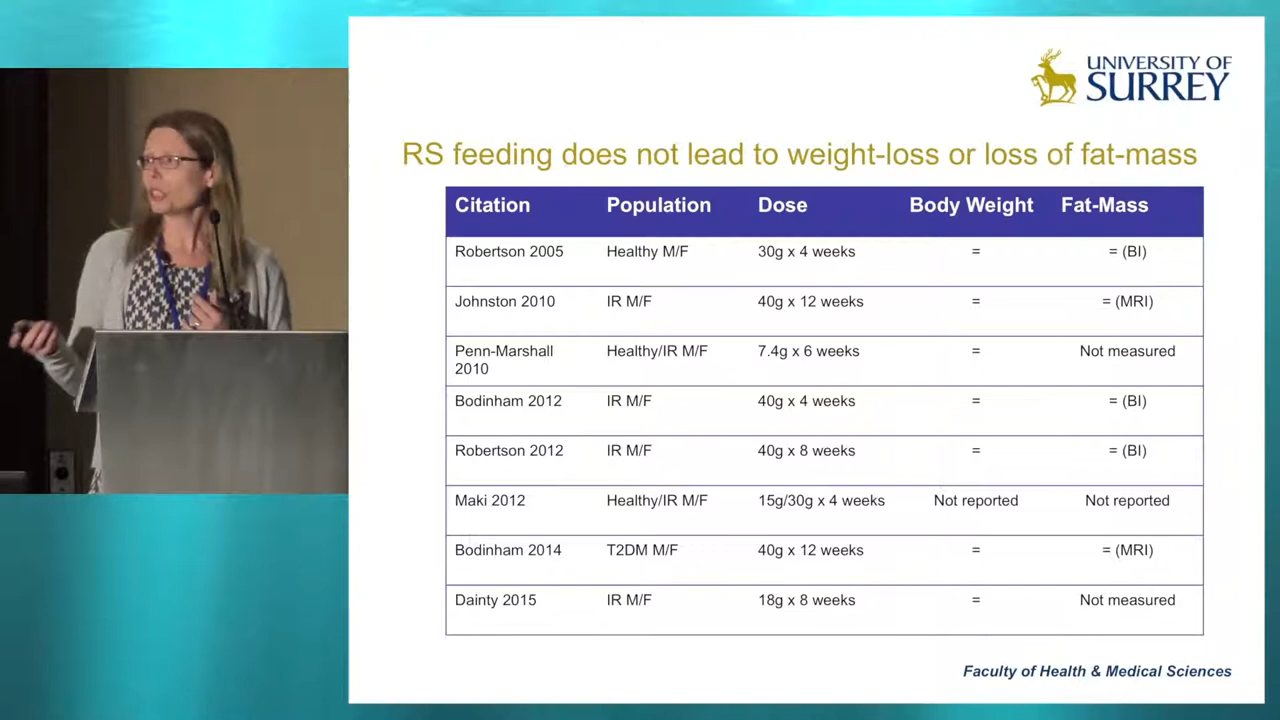 UNIVERSITY OF
SURREY
RS feeding does not lead to weight-loss or loss of fat-mass
Citation Population Dose Body Weight Fat-Mass
Robertson 2005 Healthy M/F 30g x 4 weeks = = (BI)
Johnston 2010 IR M/F 40g x 12 weeks = = (MRI)
Penn-Marshall Healthy/IR M/F 7.4g x 6 weeks = Not measured
2010
Bodinham 2012 IR M/F 40g x 4 weeks = = (BI)
Robertson 2012 IR M/F 40g x 8 weeks = = (BI)
Maki 2012 Healthy/IR M/F 15g/30g x 4 weeks Not reported Not reported
Bodinham 2014 T2DM M/F 40g x 12 weeks = = (MRI)
Dainty 2015 IR M/F 18g x 8 weeks = Not measured
Faculty of Health & Medical Sciences